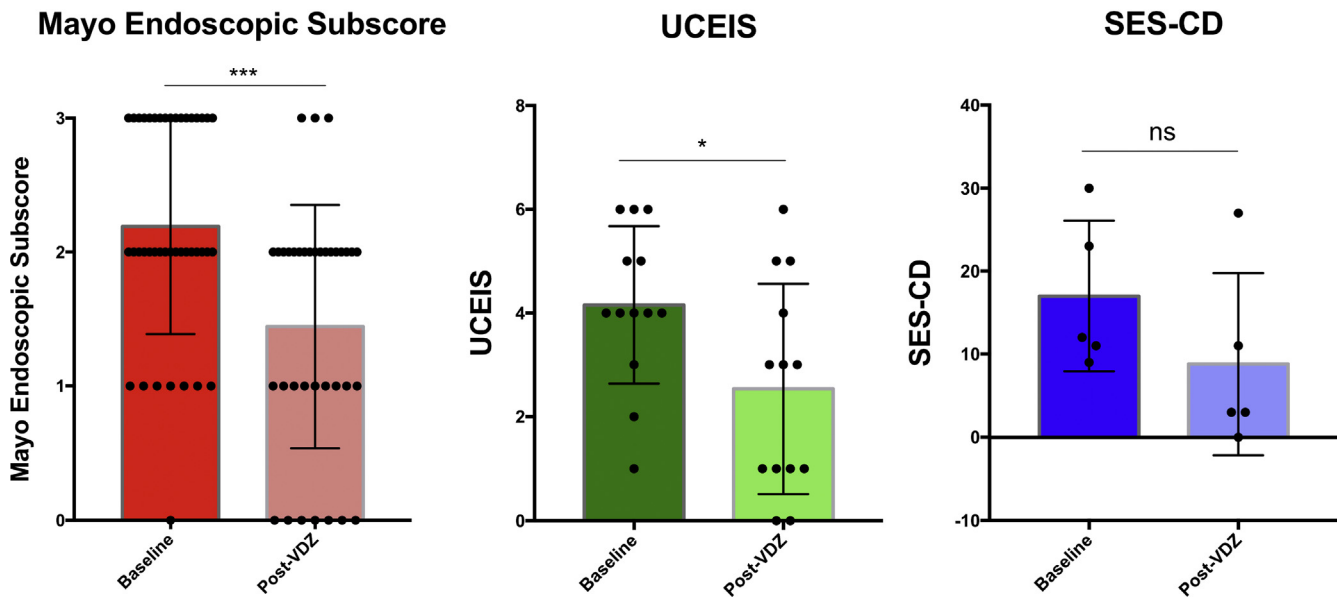 Mayo Endoscopic Subscore
***
Mayo Endoscopic Subscore
3
2
1
0
Baseline
Post-VDZ
UCEIS
*
UCEIS
8
6
4
2
0
Baseline
Post-VDZ
SES-CD
ns
SES-CD
40
30
20
10
0
-10
Baseline
Post-VDZ